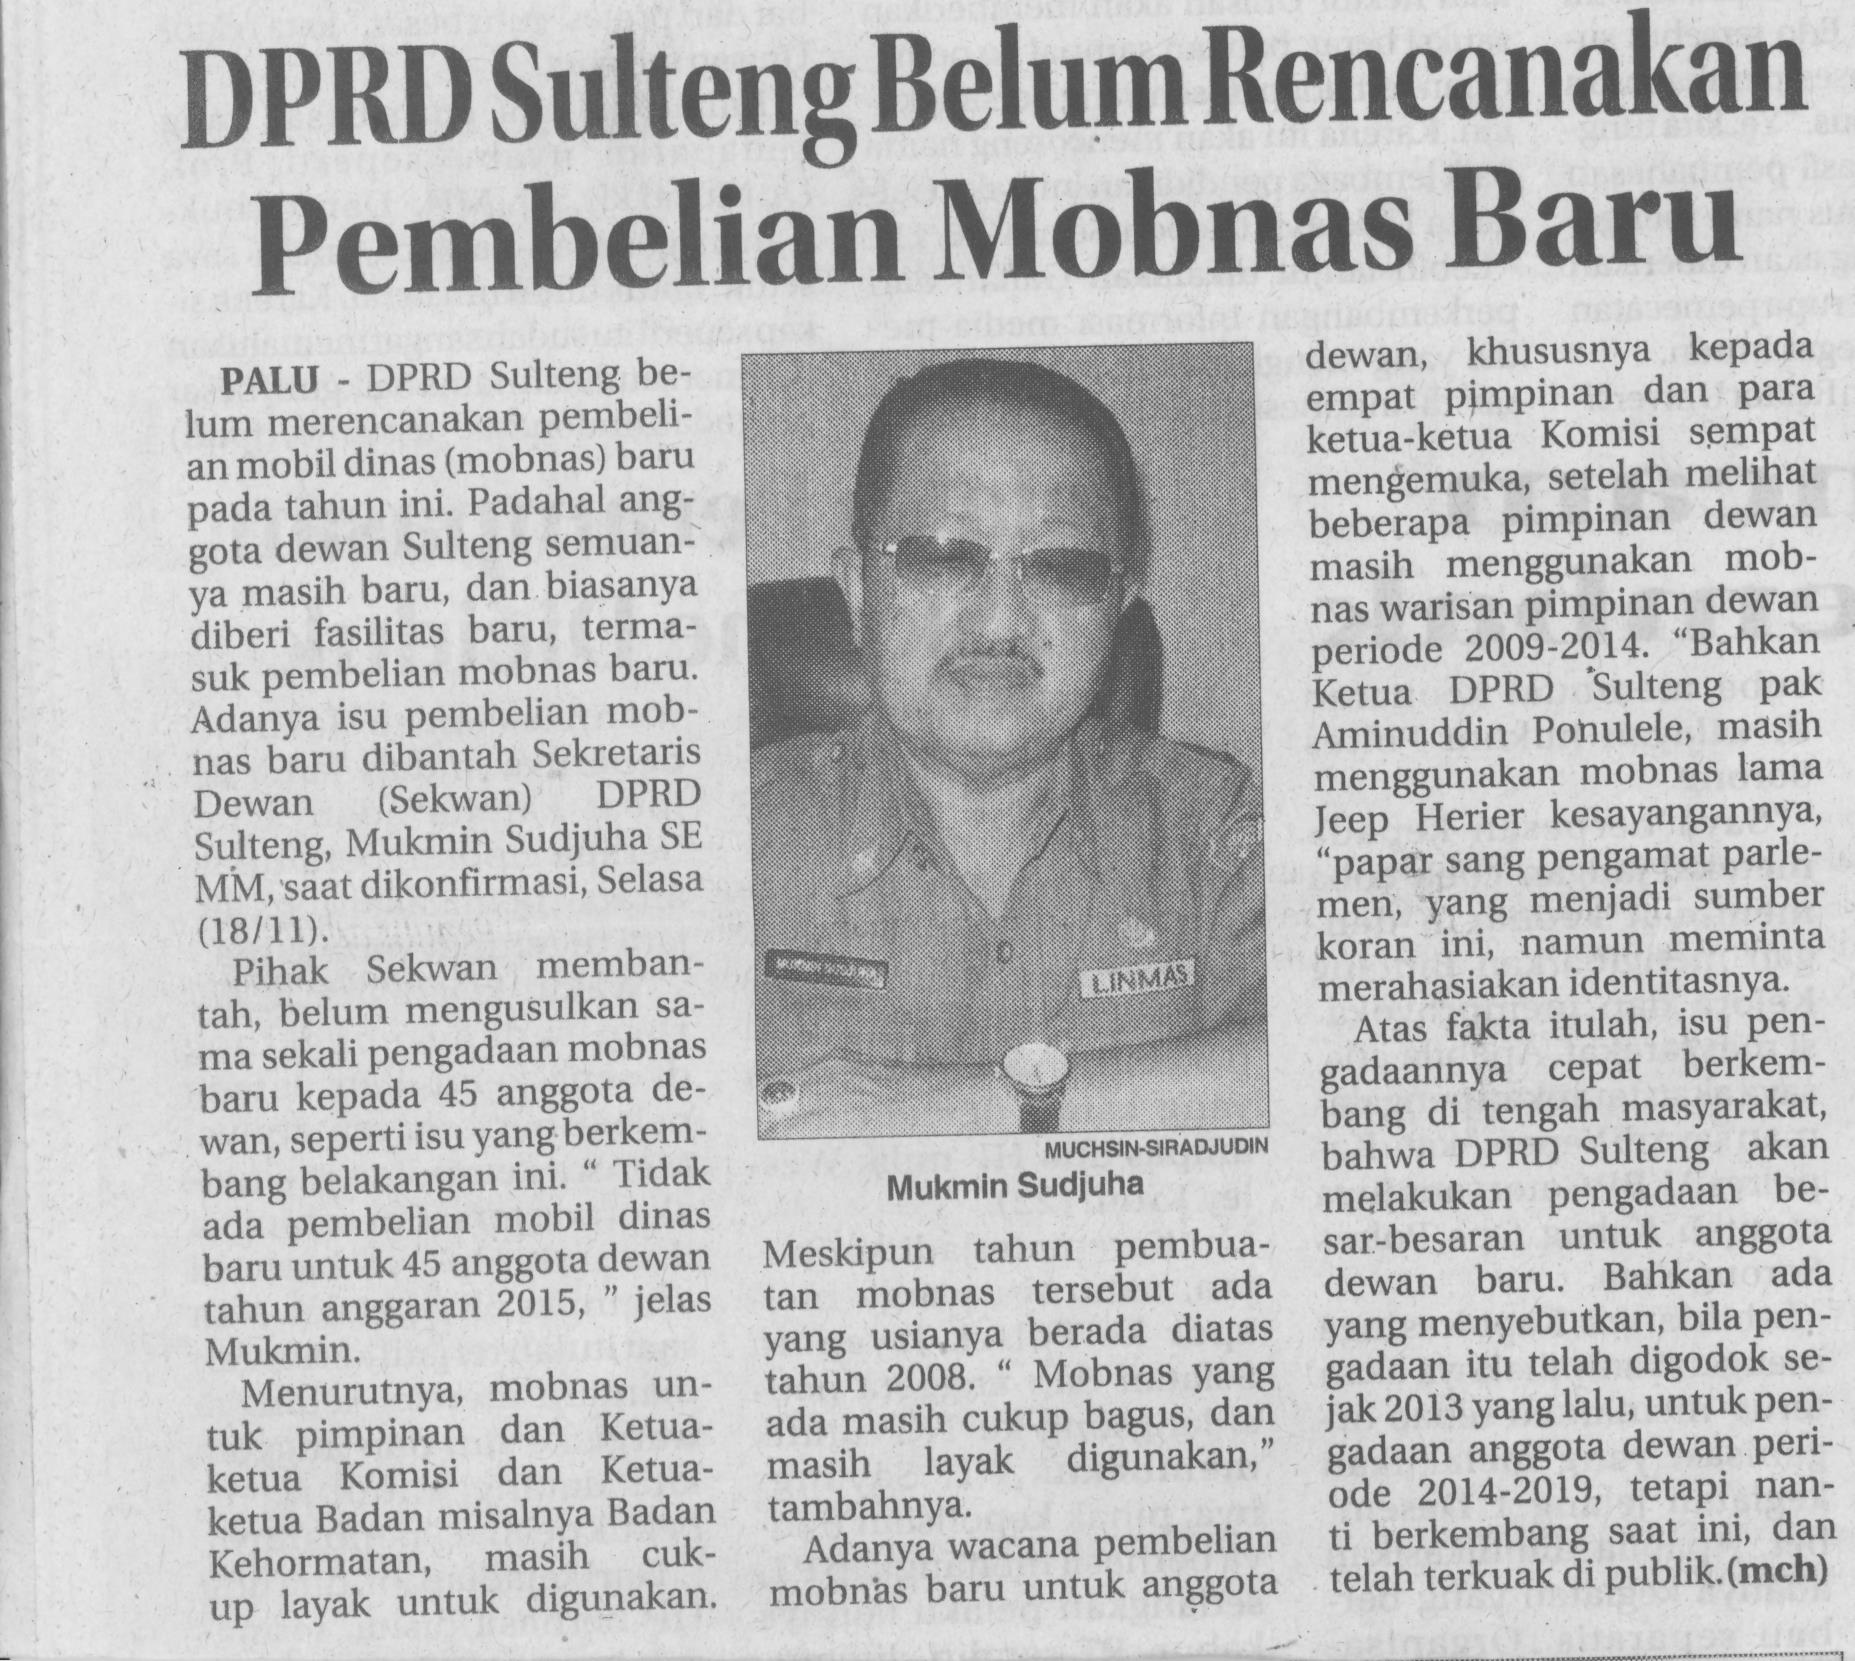 DPRD Sulteng Belum Rencanakan
Pembelian Mobnas Baru
PALU - DPRD Sulteng be-
lum merencanakan pembeli-
an mobil dinas (mobnas) baru
pada tahun ini. Padahal ang-
gota dewan Sulteng semuan-
ya masih baru, dan biasanya
diberi fasilitas baru, terma-
suk pembelian mobnas baru.
Adanya isu pembelian mob-
nas baru dibantah Sekretaris
Dewan (Sekwan) DPRD
Sulteng, Mukmin Sudjuha SE
MM, saat dikonfirmasi, Selasa
(18/11).
Pihak Sekwan memban-
tah, belum mengusulkan sa-
ma sekali pengadaan mobnas
baru kepada 45 anggota de-
wan, seperti isu yang berkem-
bang belakangan ini. “ Tidak
ada pembelian mobil dinas
baru untuk 45 anggota dewan
tahun anggaran 2015, ” jelas
Mukmin.
Menurutnya, mobnas un-
tuk pimpinan dan Ketua-
ketua Komisi dan Ketua-
ketua Badan misalnya Badan
Kehormatan, masih cuk-
up layak untuk digunakan.
LINMAS
MUCHSIN-SIRADJUDIN
Mukmin Sudjuha
Meskipun tahun pembua-
tan mobnas tersebut ada
yang usianya berada diatas
tahun 2008. “ Mobnas yang
ada masih cukup bagus, dan
masih layak digunakan,”
tambahnya.
Adanya wacana pembelian
mobnas baru untuk anggota
dewan, khususnya kepada
empat pimpinan dan para
ketua-ketua Komisi sempat
mengemuka, setelah melihat
beberapa pimpinan dewan
masih menggunakan mob-
nas warisan pimpinan dewan
periode 2009-2014. “Bahkan
Ketua DPRD Sulteng pak
Aminuddin Ponulele, masih
menggunakan mobnas lama
Jeep Herier kesayangannya,
“papar sang pengamat parle-
men, yang menjadi sumber
koran ini, namun meminta
merahasiakan identitasnya.
Atas fakta itulah, isu pen-
gadaannya cepat berkem-
bang di tengah masyarakat,
bahwa DPRD Sulteng akan
melakukan pengadaan be-
sar-besaran untuk anggota
dewan baru. Bahkan ada
yang menyebutkan, bila pen-
gadaan itu telah digodok se-
jak 2013 yang lalu, untuk pen-
gadaan anggota dewan peri-
ode 2014-2019, tetapi nan-
ti berkembang saat ini, dan
telah terkuak di publik.(mch)